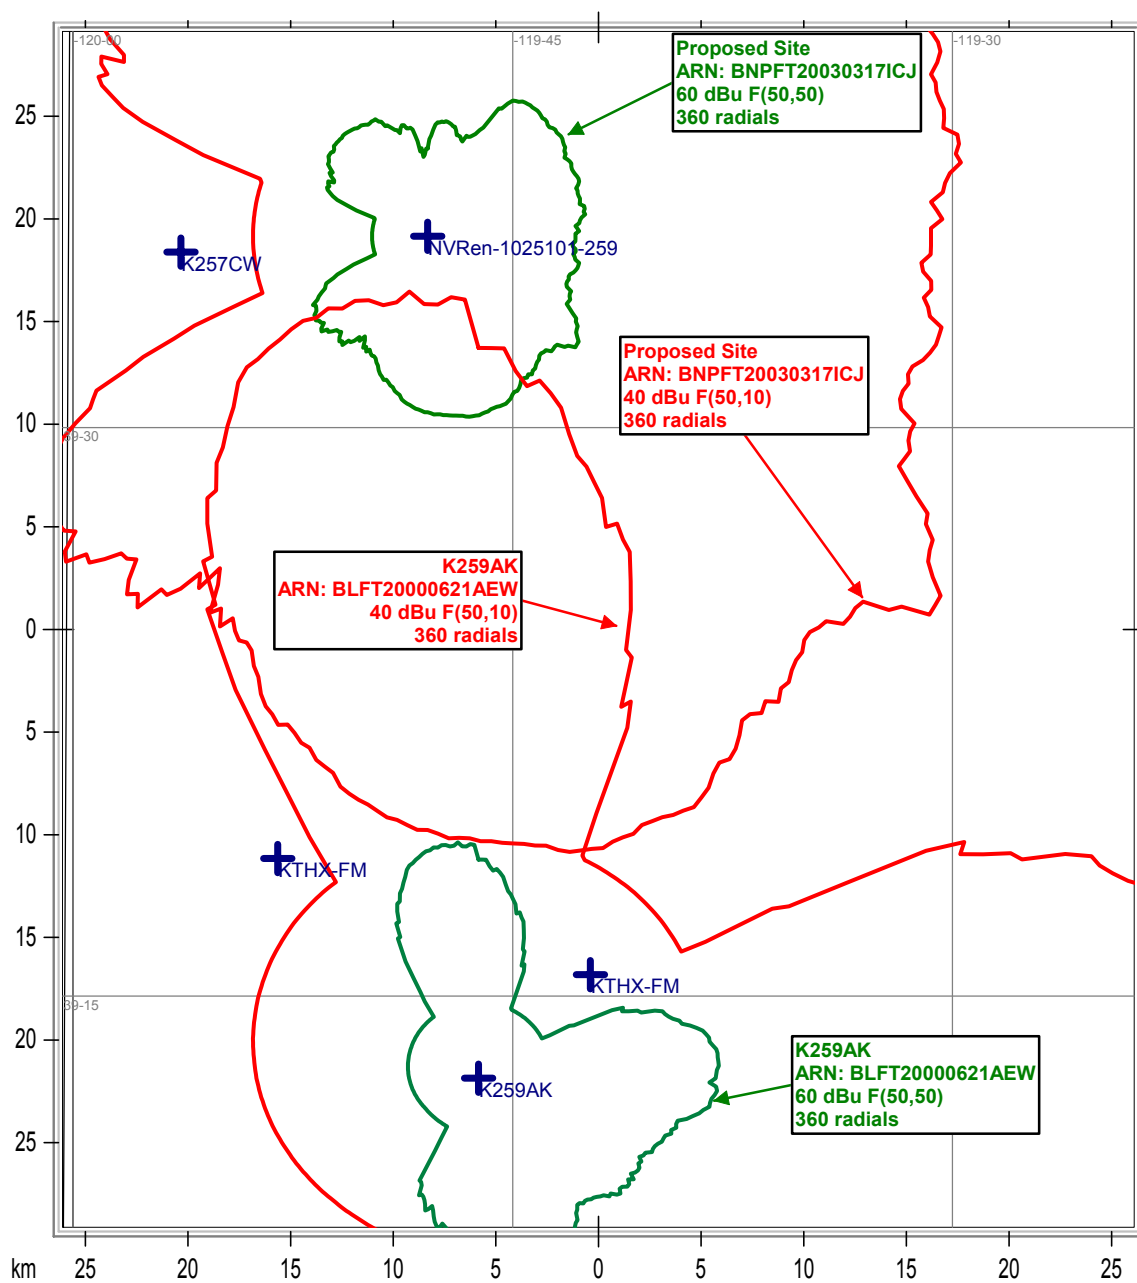 -120-00
-119-45
-119-30
Proposed Site
ARN: BNPFT20030317ICJ
60 dBu F(50,50)
360 radials
25
20
NVRen-1025101-259
K257CW
15
Proposed Site
ARN: BNPFT20030317ICJ
40 dBu F(50,10)
360 radials
10
39-30
5
K259AK
ARN: BLFT20000621AEW
40 dBu F(50,10)
360 radials
0
5
10
KTHX-FM
15
KTHX-FM
39-15
20
K259AK
ARN: BLFT20000621AEW
60 dBu F(50,50)
360 radials
K259AK
25
km 25 20 15 10 5 0 5 10 15 20 25